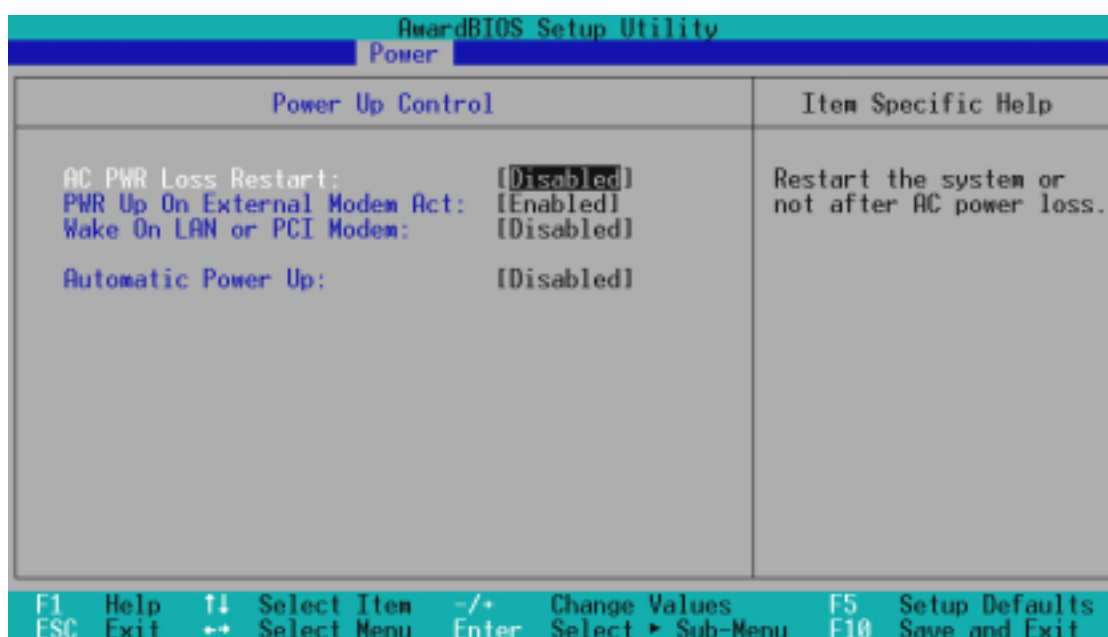 AwardBIOS Setup Utility
Power
Power Up Control
Item Specific Help
AC PWR Loss Restart: [Disabled]
PWR Up On External Modem Act: [Enabled]
Wake On LAN or PCI Modem: [Disabled]
Automatic Power Up: [Disabled]
Restart the system or
not after AC power loss.
F1 Help ↑↓ Select Item -/+ Change Values F5 Setup Defaults
ESC Exit ←→ Select Menu Enter Select ► Sub-Menu F10 Save and Exit